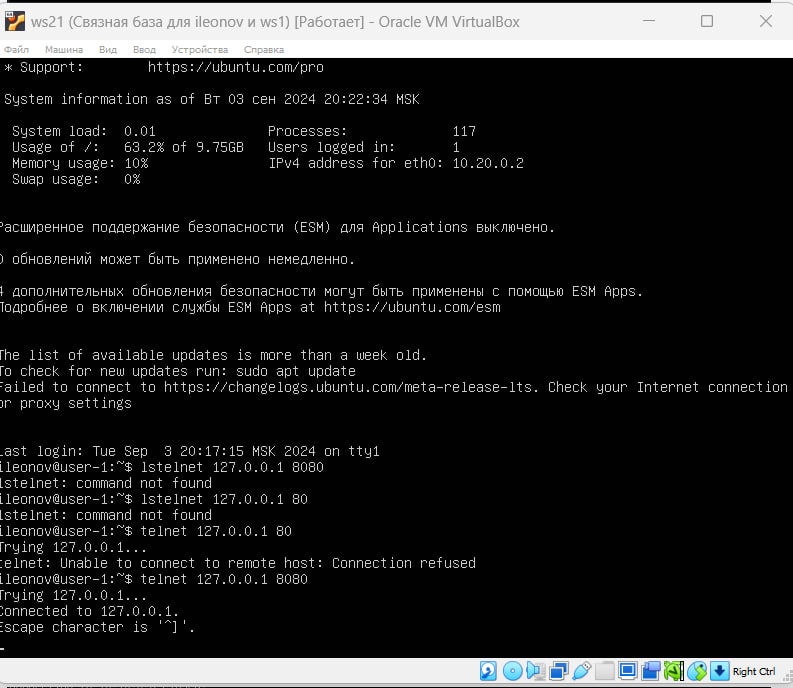 ws21 (Связная база для ileonov и ws1) [Работает] - Oracle VM VirtualBox
Файл Машина Вид Ввод Устройства Справка
* Support: https://ubuntu.com/pro
System information as of Вт 03 сен 2024 20:22:34 MSK
System load: 0.01 Processes: 117
Usage of /: 63.2% of 9.75GB Users logged in: 1
Memory usage: 10% IPv4 address for eth0: 10.20.0.2
Swap usage: 0%
Расширенное поддержание безопасности (ESM) для Applications выключено.
0 обновлений может быть применено немедленно.
4 дополнительных обновления безопасности могут быть применены с помощью ESM Apps.
Подробнее о включении службы ESM Apps at https://ubuntu.com/esm
The list of available updates is more than a week old.
To check for new updates run: sudo apt update
Failed to connect to https://changelogs.ubuntu.com/meta-release-lts. Check your Internet connection
or proxy settings
Last login: Tue Sep  3 20:17:15 MSK 2024 on tty1
ileonov@user-1:~$ lstelnet 127.0.0.1 8080
lstelnet: command not found
ileonov@user-1:~$ lstelnet 127.0.0.1 80
lstelnet: command not found
ileonov@user-1:~$ telnet 127.0.0.1 80
Trying 127.0.0.1...
telnet: Unable to connect to remote host: Connection refused
ileonov@user-1:~$ telnet 127.0.0.1 8080
Trying 127.0.0.1...
Connected to 127.0.0.1.
Escape character is '^]'.
Right Ctrl